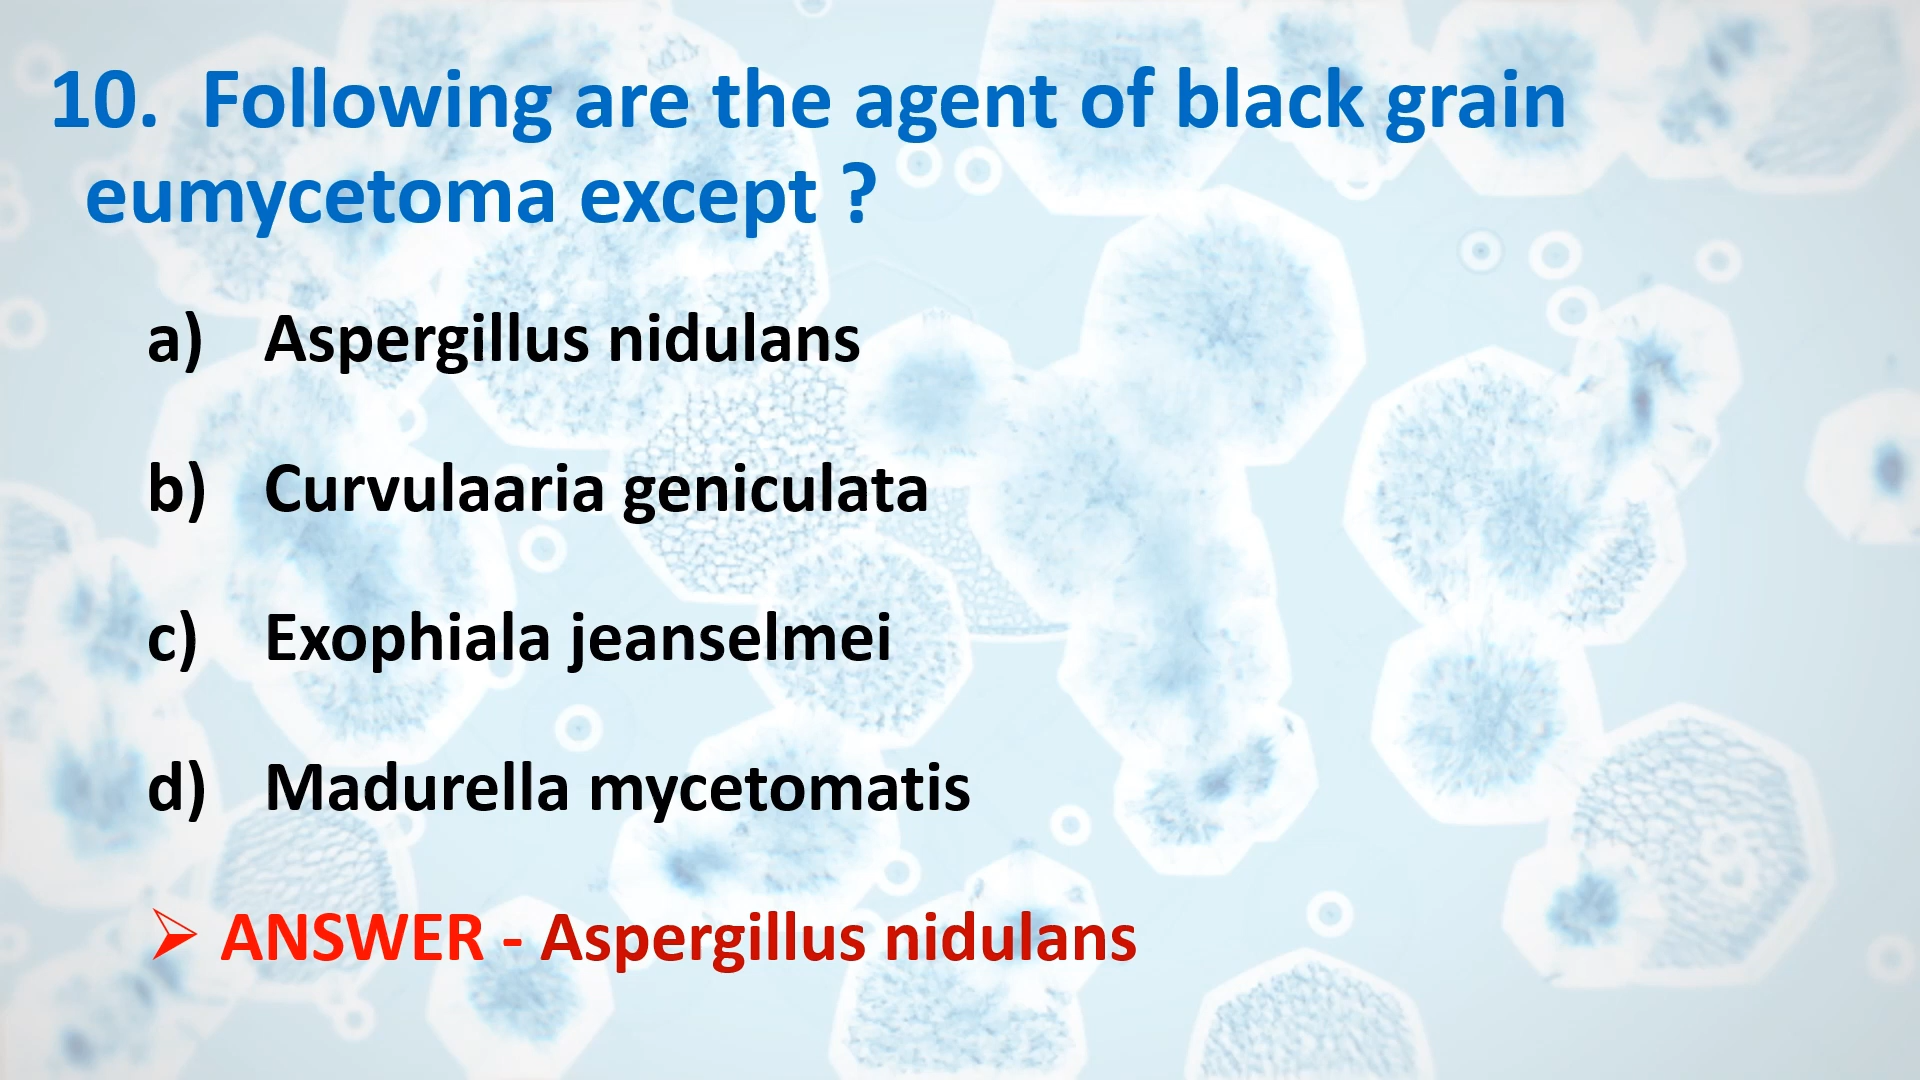 10. Following are the agent of black grain
eumycetoma except ?
a) Aspergillus nidulans
b) Curvulaaria geniculata
c) Exophiala jeanselmei
d) Madurella mycetomatis
➢ ANSWER - Aspergillus nidulans